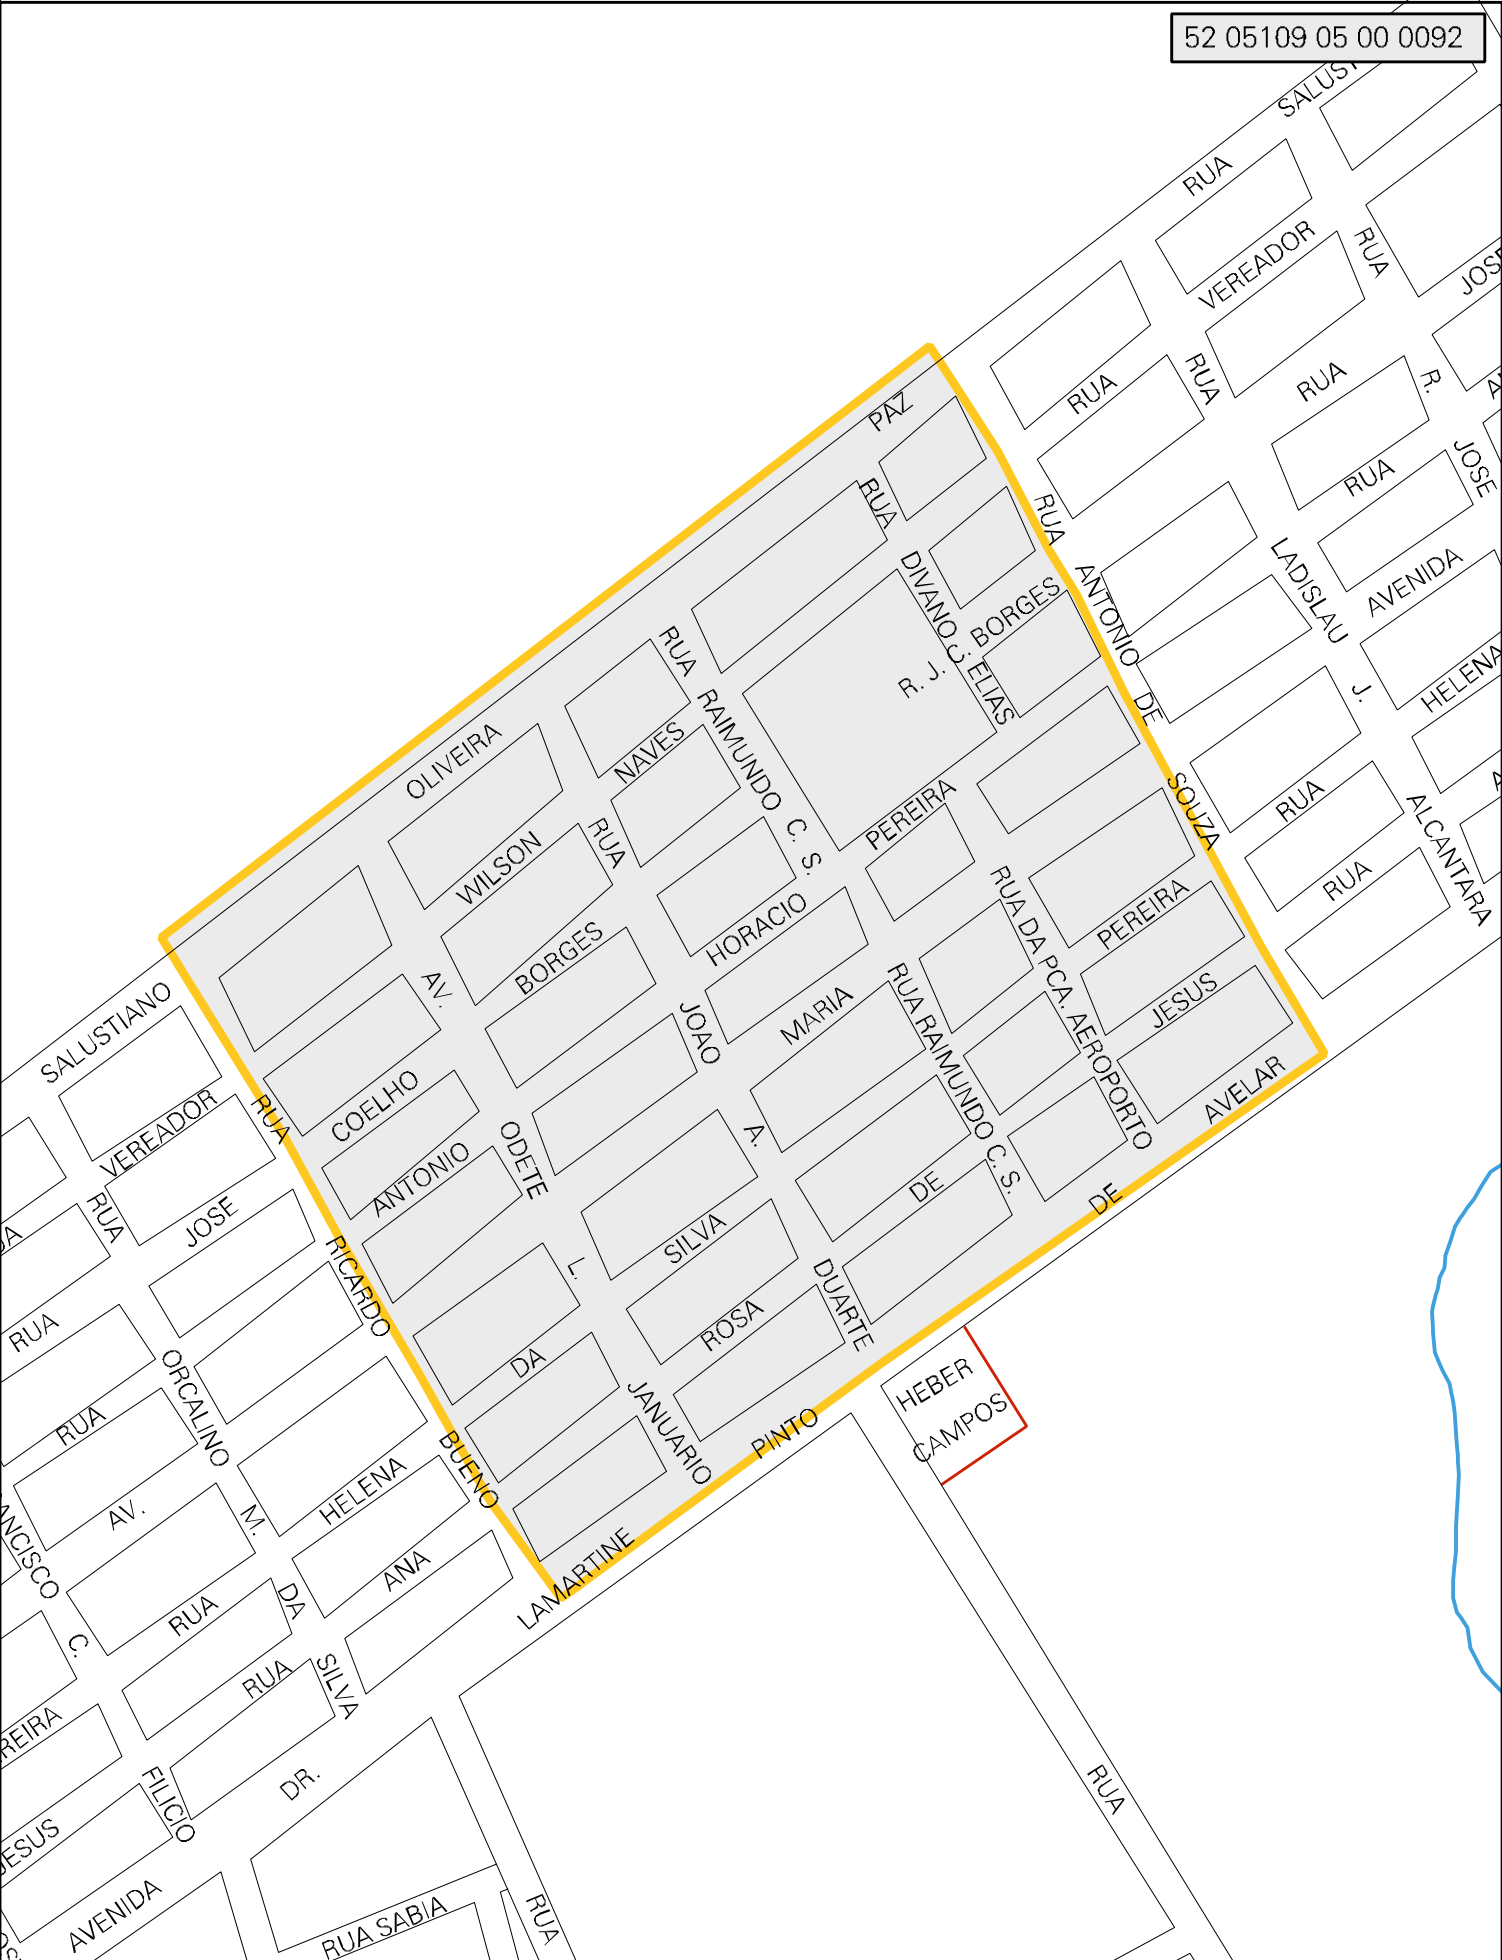 52 05109 05 00 0092
RUA
VEREADOR
RUA
RUA
RUA
RUA
R.
PAZ
RUA
RUA
JOSE
RUA
ANTONIO
DE
SOUZA
LADISLAU
J.
ALCANTARA
AVENIDA
HELENA
DIVANO C. ELIAS
BORGES
R. J. C.
RUA
RAIMUNDO
C. S.
OLIVEIRA
NAVES
WILSON
RUA
PEREIRA
RUA
RUA
BORGES
HORACIO
RUA DA PCA. AEROPORTO
PEREIRA
SALUSTIANO
AV.
JOAO
MARIA
RUA RAIMUNDO C. S.
JESUS
COELHO
VEREADOR
RUA
ANTONIO
ODETE
A.
AVELAR
RUA
JOSE
RICARDO
SILVA
DE
DE
L.
RUA
DUARTE
ROSA
DA
ORCALINO
JANUARIO
PINTO
HEBER
CAMPOS
RUA
BUENO
HELENA
AV.
M.
LAMARTINE
ANA
RUA
DA
C.
SILVA
RUA
DR.
FILICIO
RUA
AVENIDA
RUA SABIA
RUA